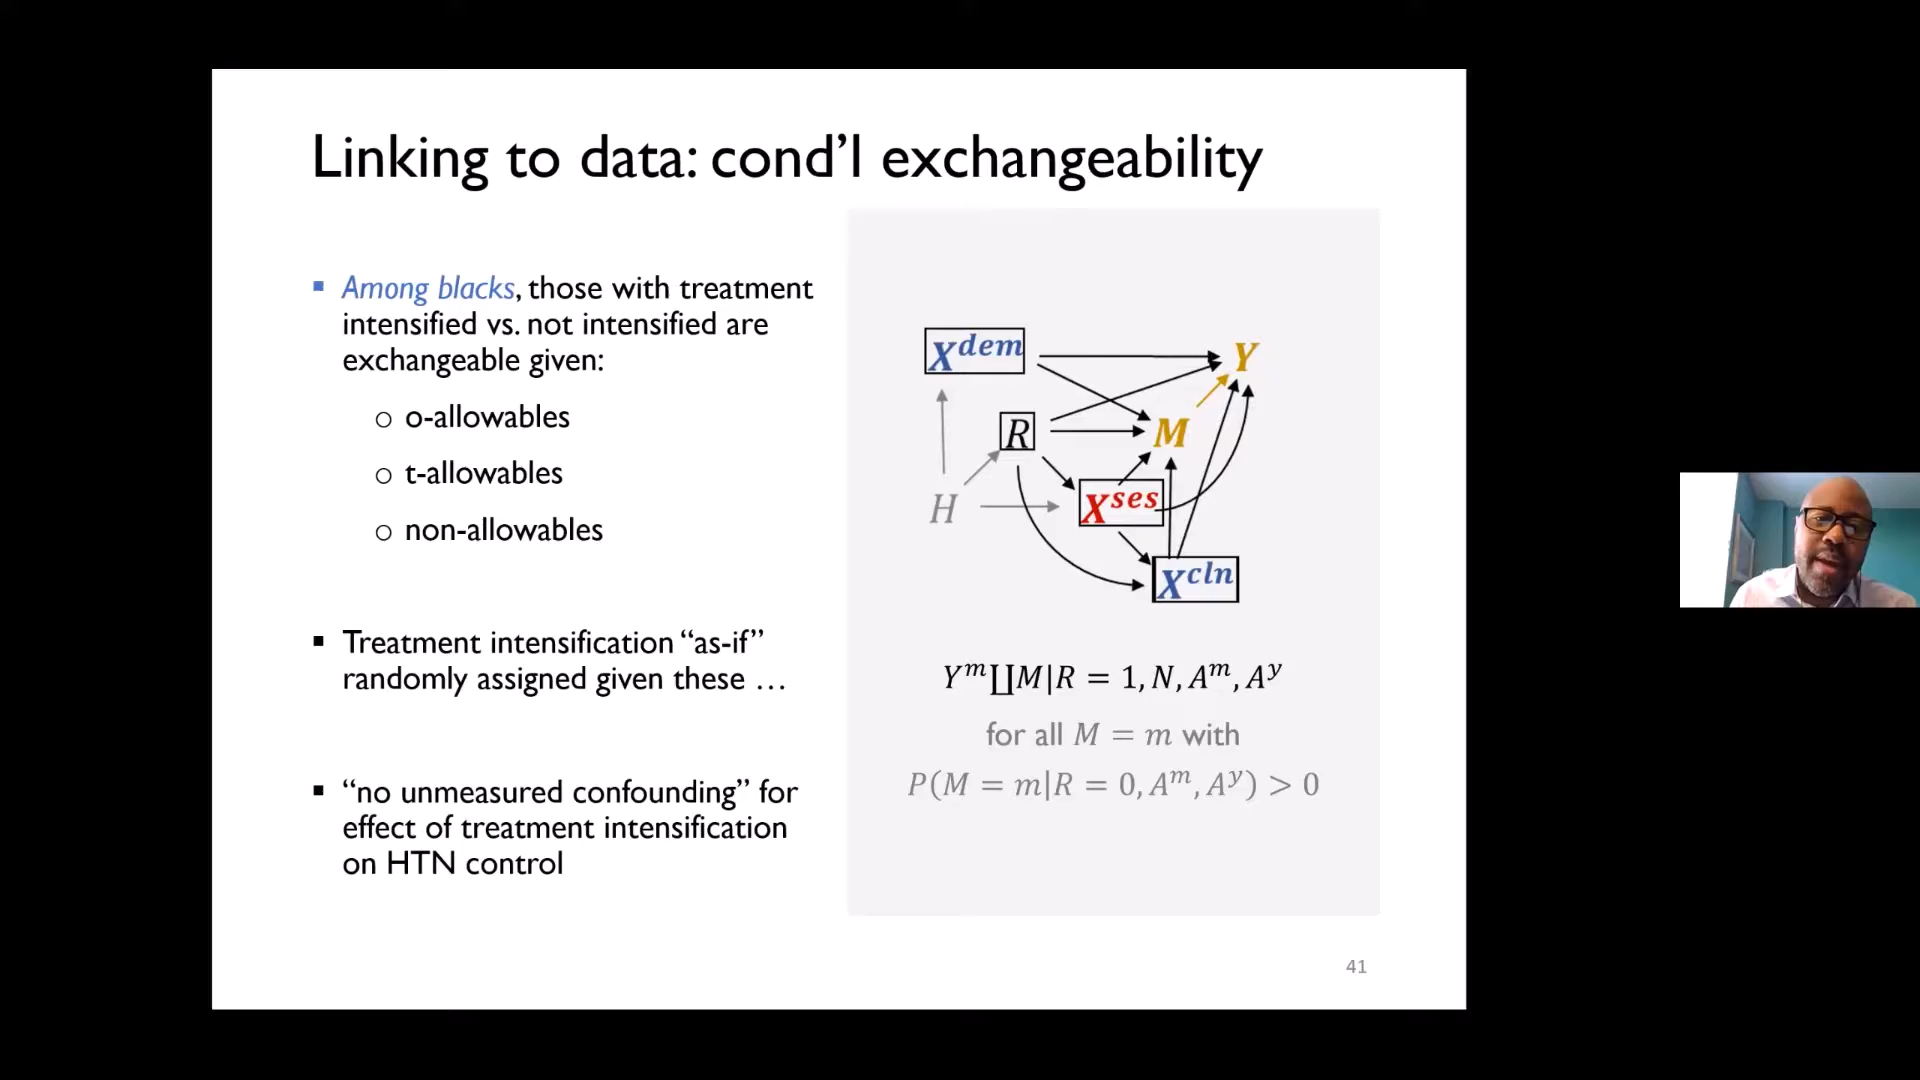 Linking to data: cond’l exchangeability
▪ Among blacks, those with treatment
intensified vs. not intensified are
exchangeable given:
o o-allowables
o t-allowables
o non-allowables
▪ Treatment intensification “as-if”
randomly assigned given these …
▪ “no unmeasured confounding” for
effect of treatment intensification
on HTN control
X^dem
Y
R
M
H
X^ses
X^cln
Y^m∐M|R = 1, N, A^m, A^y
for all M = m with
P(M = m|R = 0, A^m, A^y) > 0
41